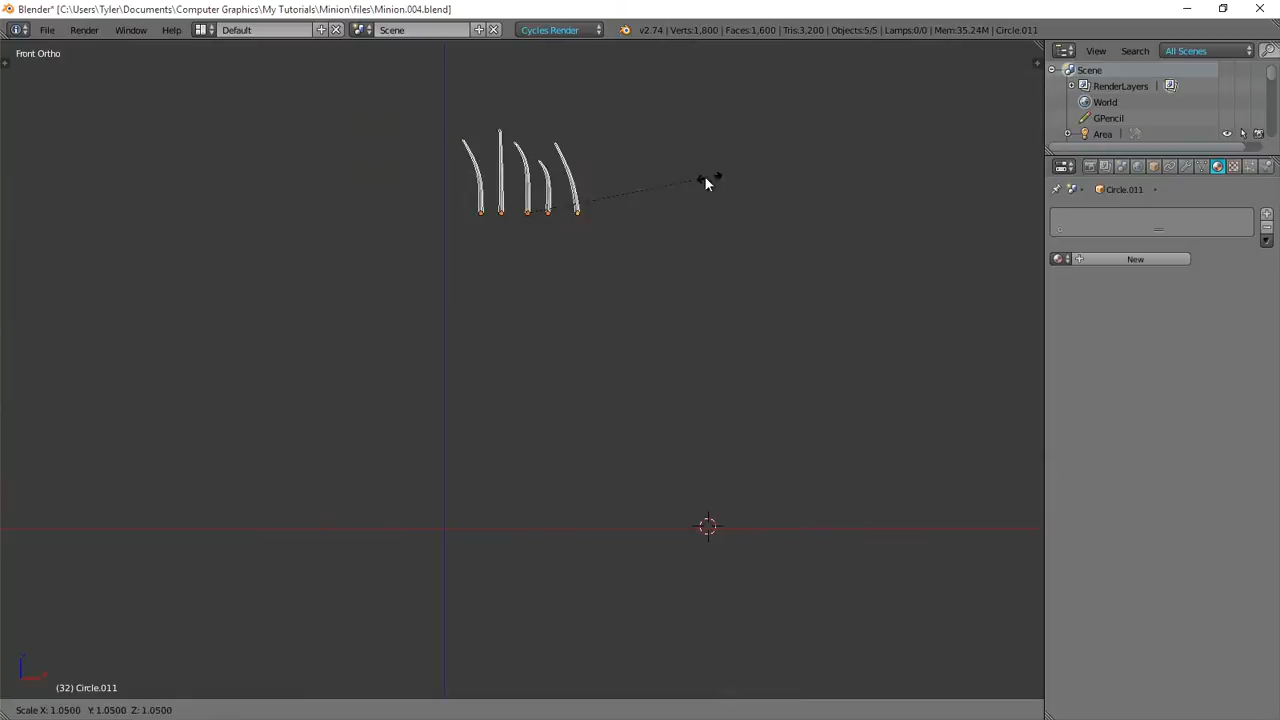 Blender* [C:\Users\Tyler\Documents\Computer Graphics\My Tutorials\Minion\files\Minion.004.blend]
File Render Window Help Default Scene Cycles Render v2.74 | Verts:1,800 | Faces:1,600 | Tris:3,200 | Objects:5/5 | Lamps:0/0 | Mem:35.24M | Circle.011
Front Ortho
View Search All Scenes
Scene
RenderLayers
World
GPencil
Area
Circle.011
New
(32) Circle.011
Scale X: 1.0500 Y: 1.0500 Z: 1.0500